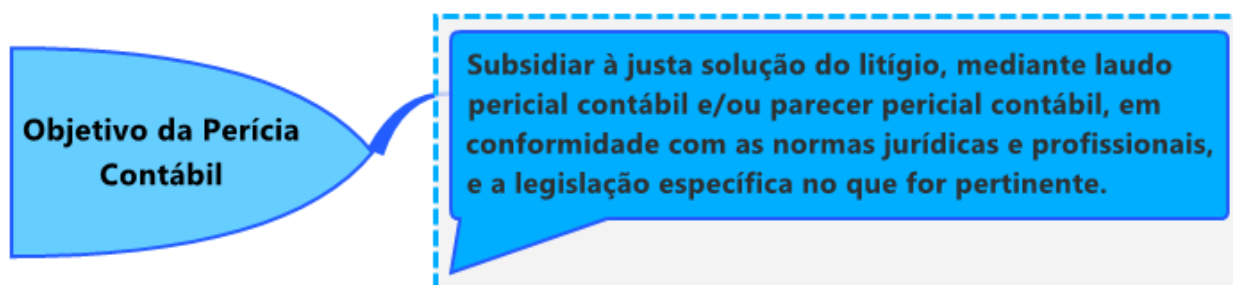 Objetivo da Perícia
Contábil
Subsidiar à justa solução do litígio, mediante laudo
pericial contábil e/ou parecer pericial contábil, em
conformidade com as normas jurídicas e profissionais,
e a legislação específica no que for pertinente.